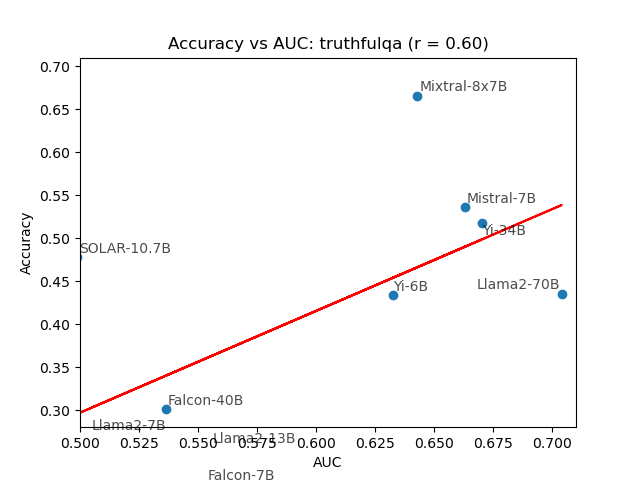 Accuracy vs AUC: truthfulqa (r = 0.60)
0.70
0.65
0.60
0.55
0.50
0.45
0.40
0.35
0.30
Accuracy
Mixtral-8x7B
Mistral-7B
Yi-34B
SOLAR-10.7B
Yi-6B
Llama2-70B
Falcon-40B
Llama2-7B
Llama2-13B
Falcon-7B
0.500
0.525
0.550
0.575
0.600
0.625
0.650
0.675
0.700
AUC